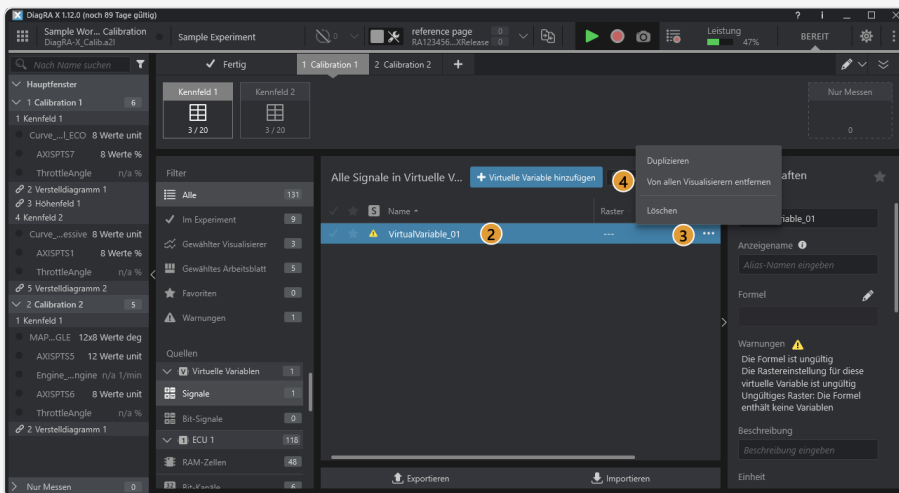 DiagRA X 1.12.0 (noch 89 Tage gültig)
? i
Sample Wor... Calibration
DiagRA-X_Calib.a2l
Sample Experiment
0
reference page
RA123456...XRelease
0
0
Leistung
47%
BEREIT
Nach Name suchen
Fertig
1 Calibration 1
2 Calibration 2
+
Hauptfenster
1 Calibration 1 6
1 Kennfeld 1
Curve_...l_ECO 8 Werte unit
AXISPTS7 8 Werte %
ThrottleAngle n/a %
2 Verstelldiagramm 1
3 Höhenfeld 1
4 Kennfeld 2
Curve_...essive 8 Werte unit
AXISPTS1 8 Werte %
ThrottleAngle n/a %
5 Verstelldiagramm 2
2 Calibration 2 5
1 Kennfeld 1
MAP...GLE 12x8 Werte deg
AXISPTS5 12 Werte unit
Engine_...ngine n/a 1/min
AXISPTS6 8 Werte unit
ThrottleAngle n/a %
2 Verstelldiagramm 1
Nur Messen 0
Kennfeld 1
3 / 20
Kennfeld 2
3 / 20
Nur Messen
0
Filter
Alle 131
Im Experiment 9
Gewählter Visualisierer 3
Gewähltes Arbeitsblatt 5
Favoriten 0
Warnungen 1
Quellen
V Virtuelle Variablen 1
Signale 1
Bit-Signale 0
1 ECU 1 118
RAM-Zellen 48
Bit-Kanäle 6
Alle Signale in Virtuelle V...
+ Virtuelle Variable hinzufügen
4
S Name
Raster
VirtualVariable_01
2
---
3
...
Duplizieren
Von allen Visualisierern entfernen
Löschen
Exportieren
Importieren
aften
iable_01
Anzeigename
Alias-Namen eingeben
Formel
Warnungen
Die Formel ist ungültig
Die Rastereinstellung für diese
virtuelle Variable ist ungültig
Ungültiges Raster: Die Formel
enthält keine Variablen
Beschreibung
Beschreibung eingeben
Einheit